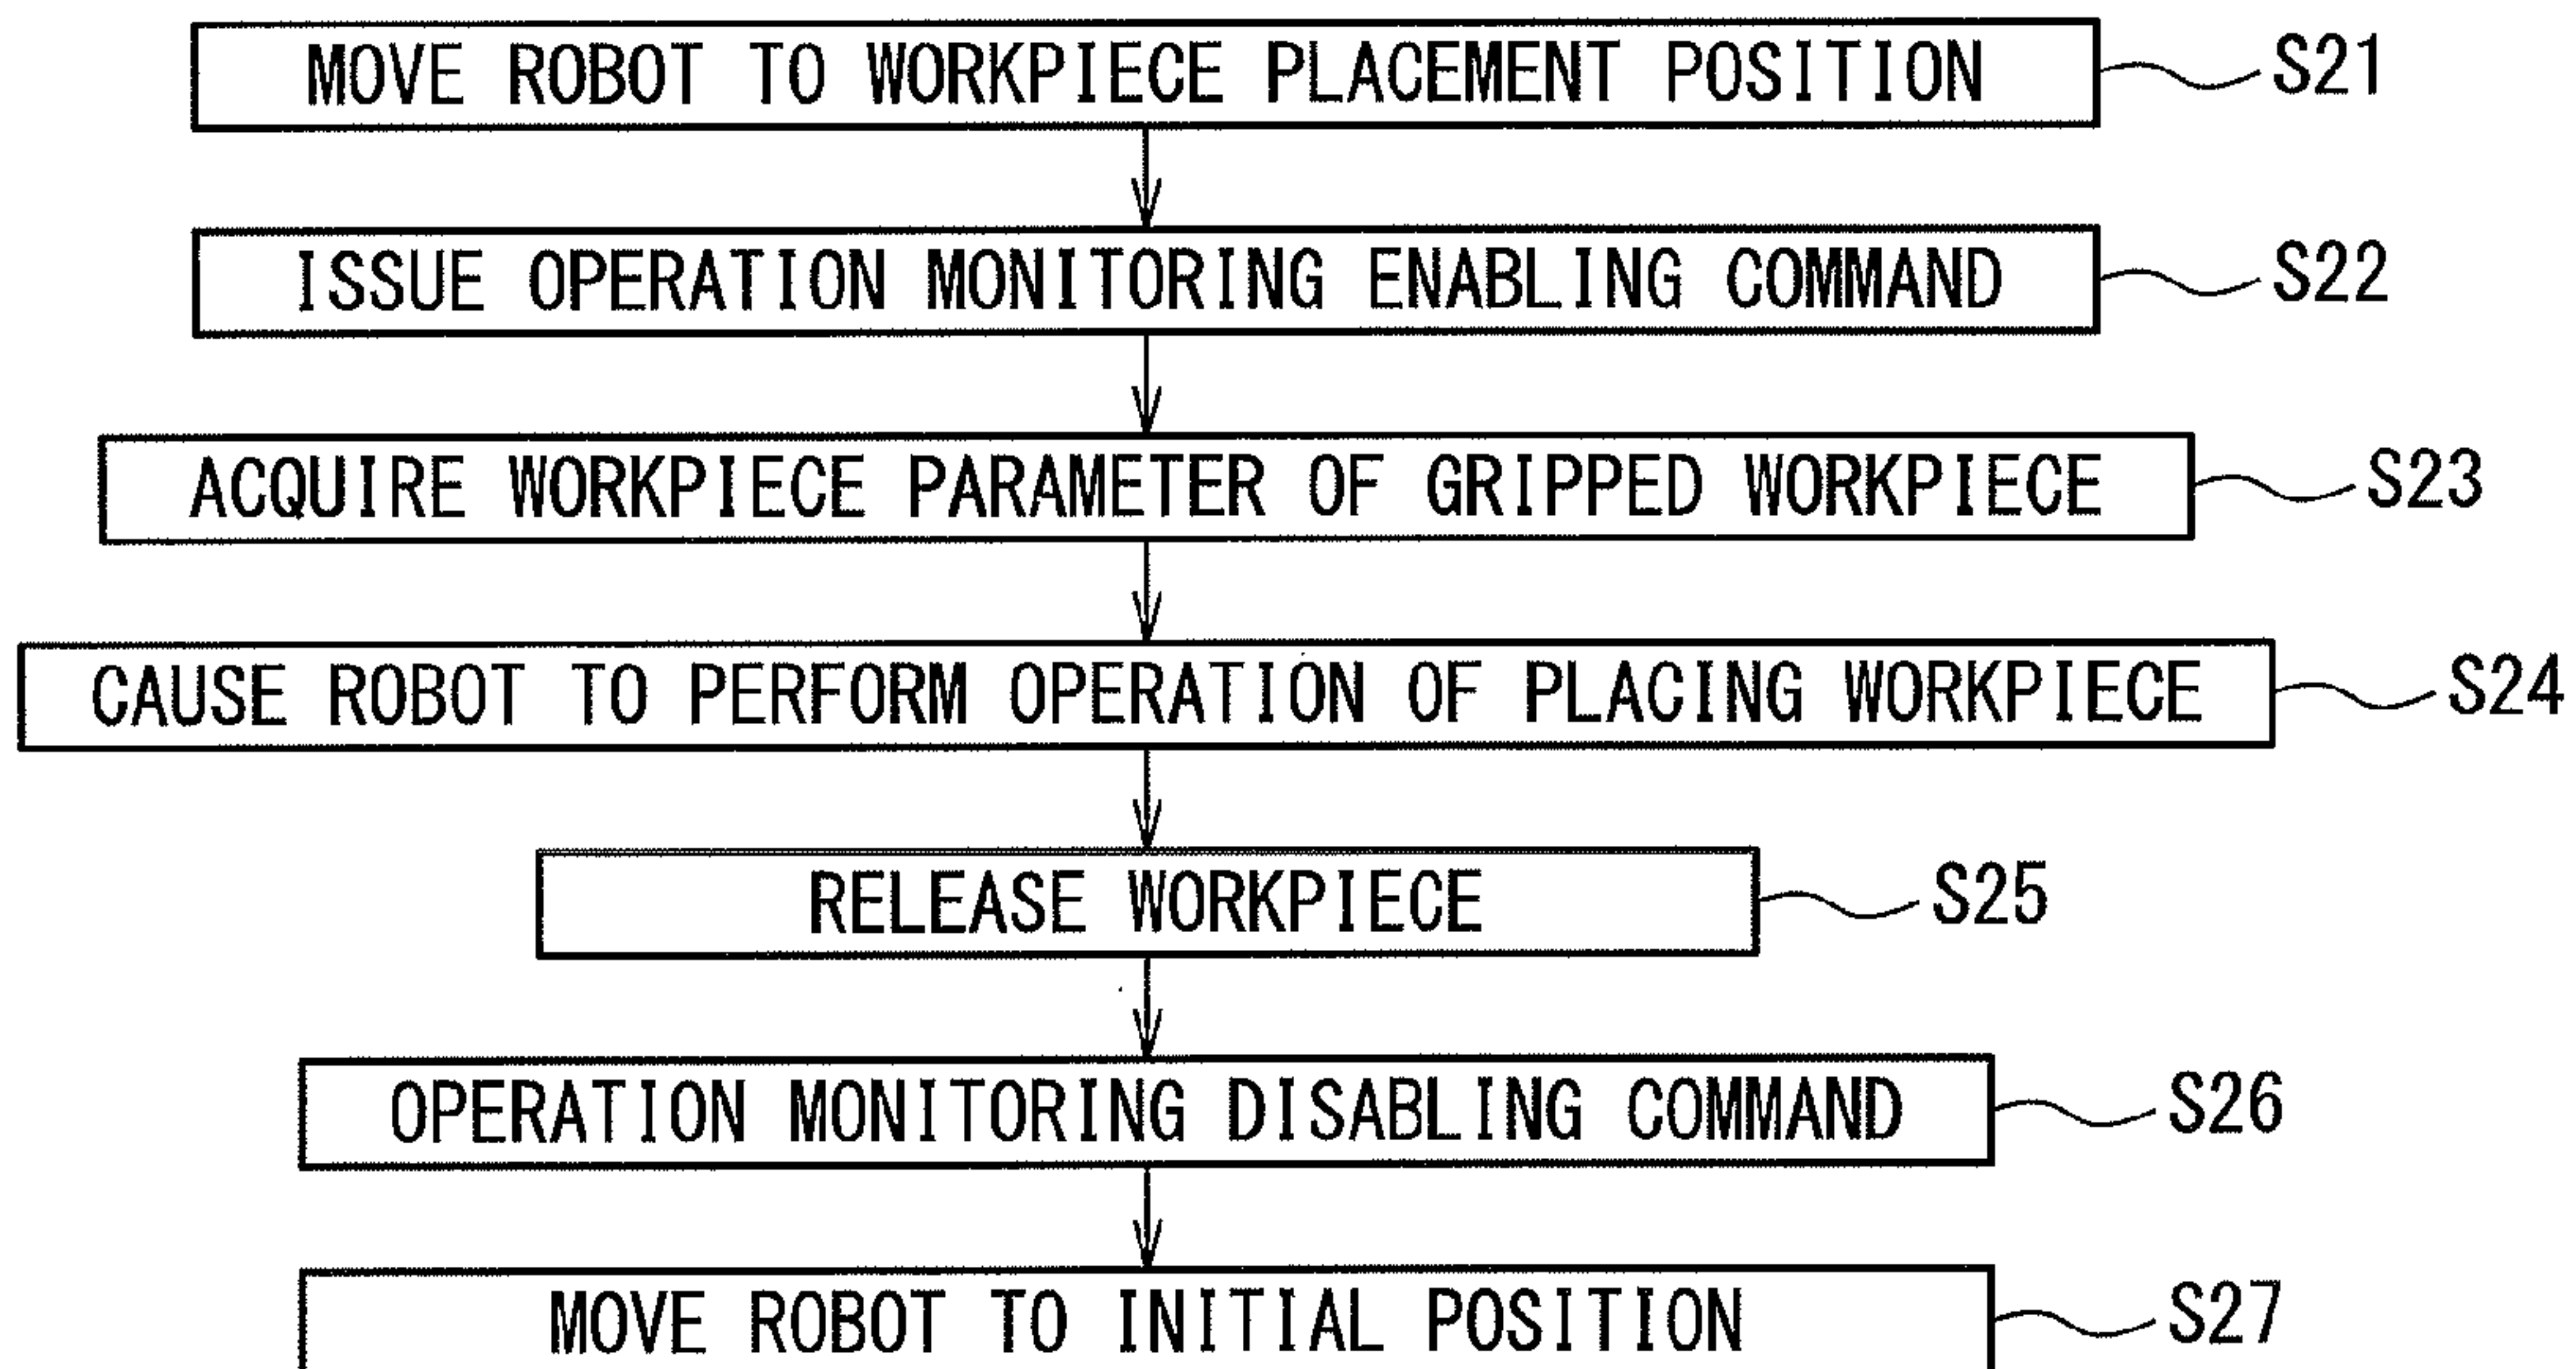 MOVE ROBOT TO WORKPIECE PLACEMENT POSITION S21
ISSUE OPERATION MONITORING ENABLING COMMAND S22
ACQUIRE WORKPIECE PARAMETER OF GRIPPED WORKPIECE S23
CAUSE ROBOT TO PERFORM OPERATION OF PLACING WORKPIECE S24
RELEASE WORKPIECE S25
OPERATION MONITORING DISABLING COMMAND S26
MOVE ROBOT TO INITIAL POSITION S27